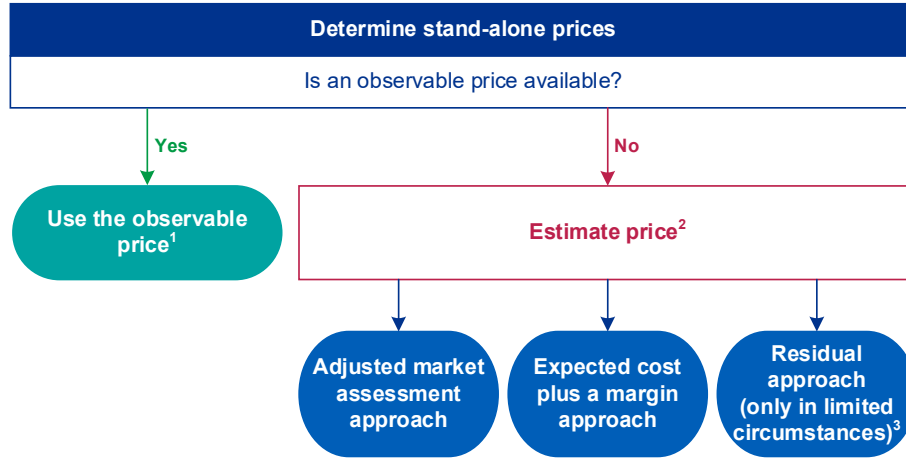 Determine stand-alone prices
Is an observable price available?
Yes
No
Use the observable
price¹
Estimate price²
Adjusted market
assessment
approach
Expected cost
plus a margin
approach
Residual
approach
(only in limited
circumstances)³